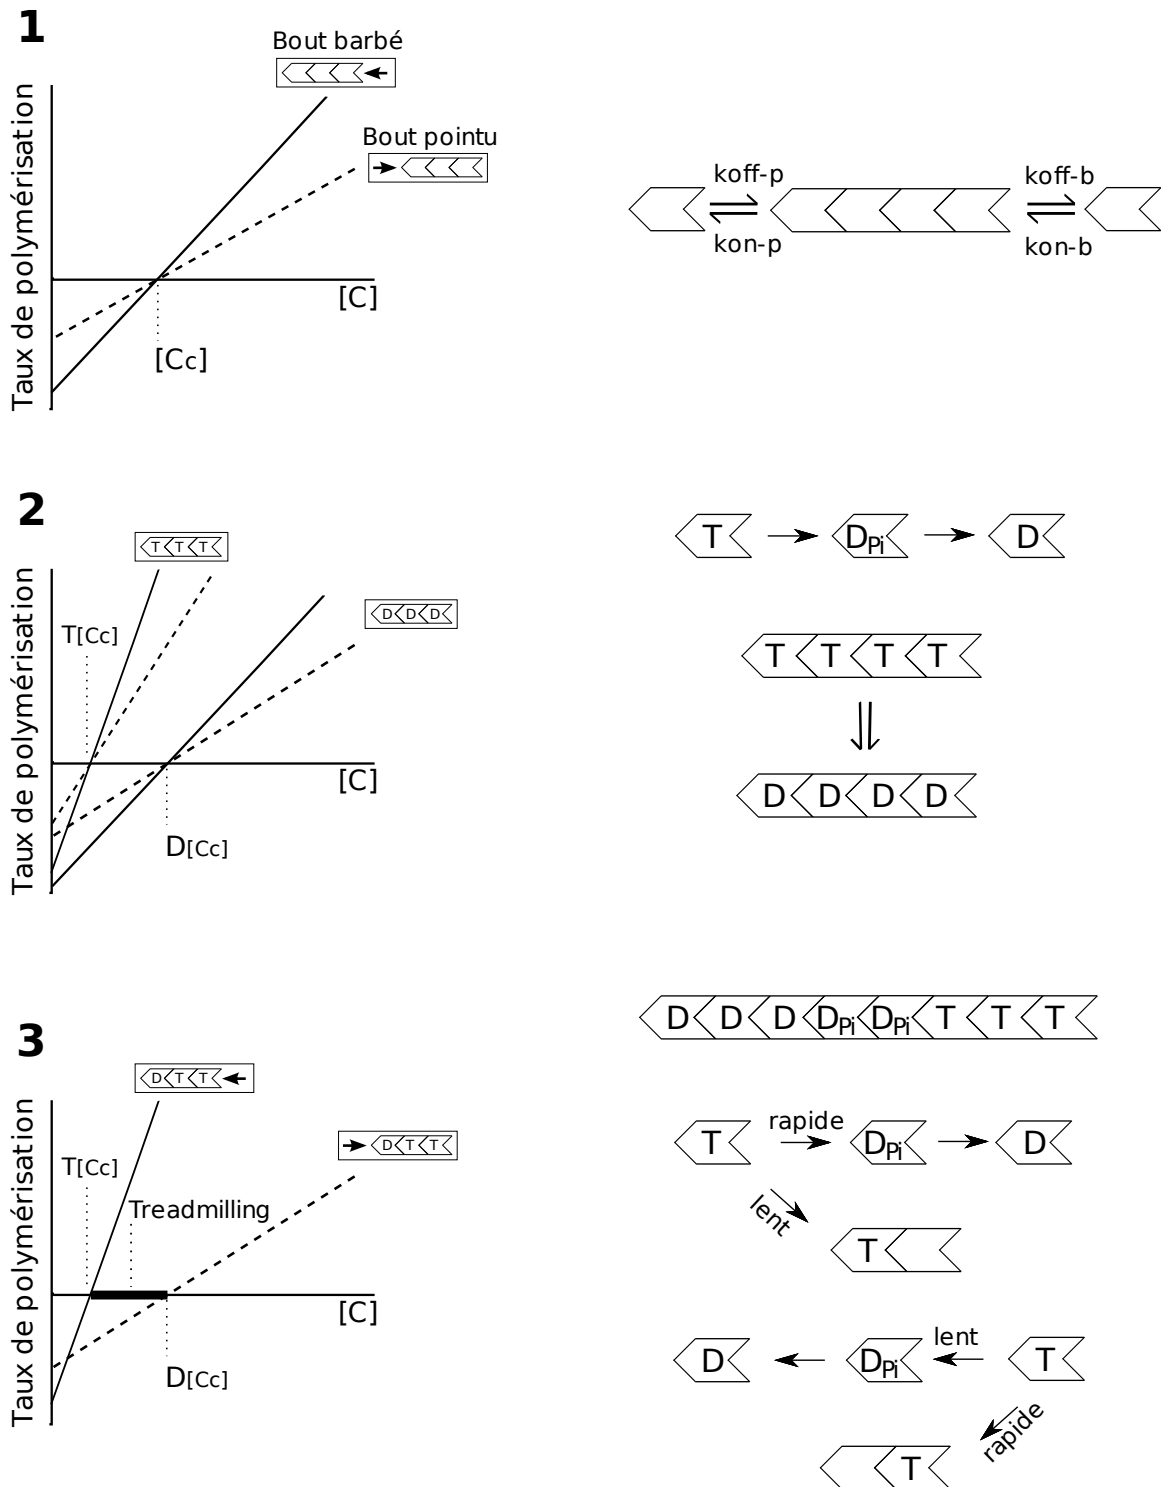 1
Bout barbé
Bout pointu
Taux de polymérisation
[C]
[Cc]
koff-p
kon-p
koff-b
kon-b
2
T T T
D D D
T[Cc]
Taux de polymérisation
[C]
D[Cc]
T DPi D
T T T T
D D D D
3
D T T
D T T
T[Cc]
Treadmilling
Taux de polymérisation
[C]
D[Cc]
D D D DPi DPi T T T
rapide
T DPi D
lent
T
lent
D DPi T
rapide
T